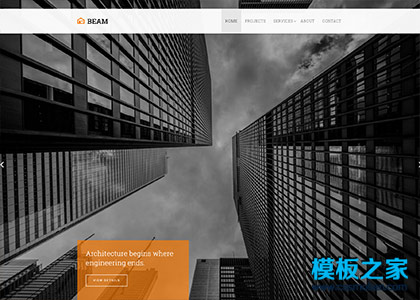 BEAM
HOME PROJECTS SERVICES ABOUT CONTACT
Architecture begins where
engineering ends.
VIEW DETAILS
模板之家